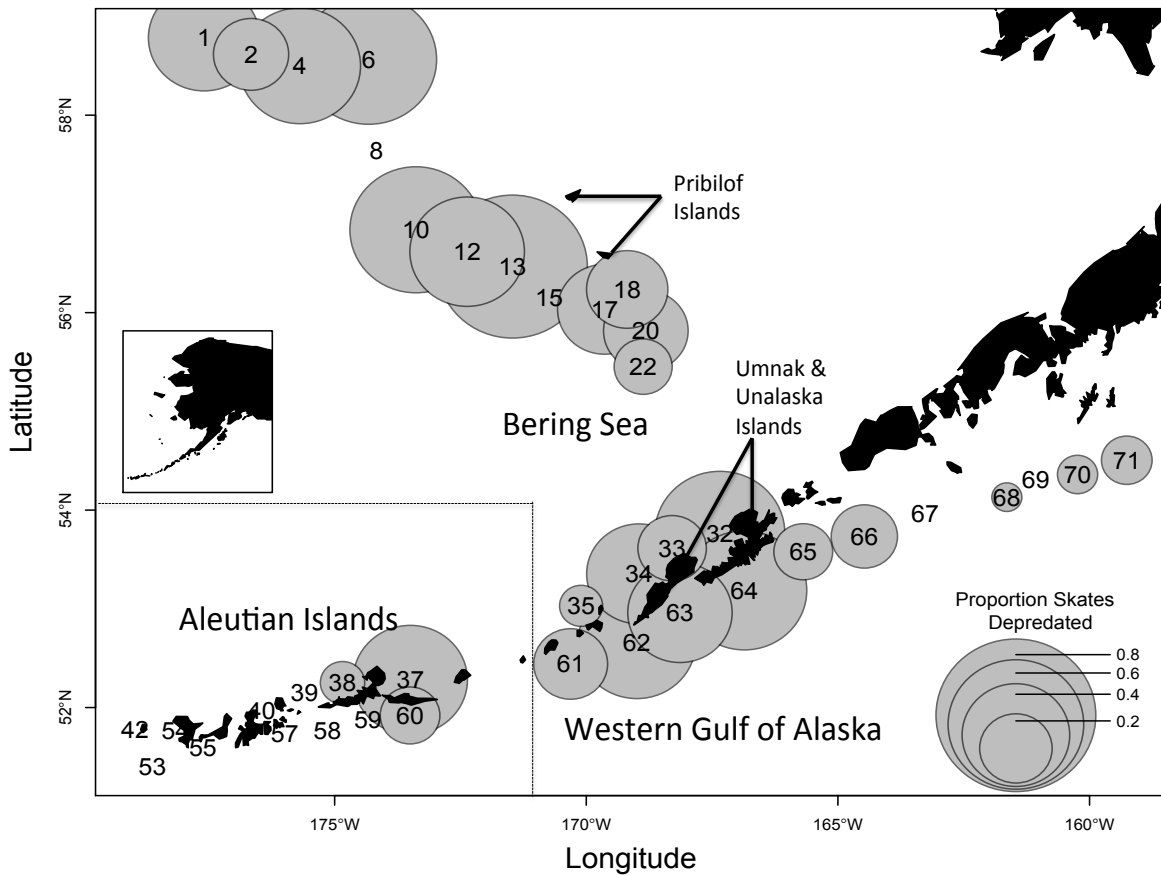 1
2
4
6
58°N
8
Pribilof
Islands
10
12
13
15
18
17
20
22
56°N
Umnak &
Unalaska
Islands
Bering Sea
Latitude
54°N
71
70
69
68
67
66
65
32
33
34
64
35
63
62
61
Proportion Skates
Depredated
0.8
0.6
0.4
0.2
Aleutian Islands
37
38
39
40
60
59
58
57
42
54
55
53
52°N
Western Gulf of Alaska
175°W
170°W
165°W
160°W
Longitude